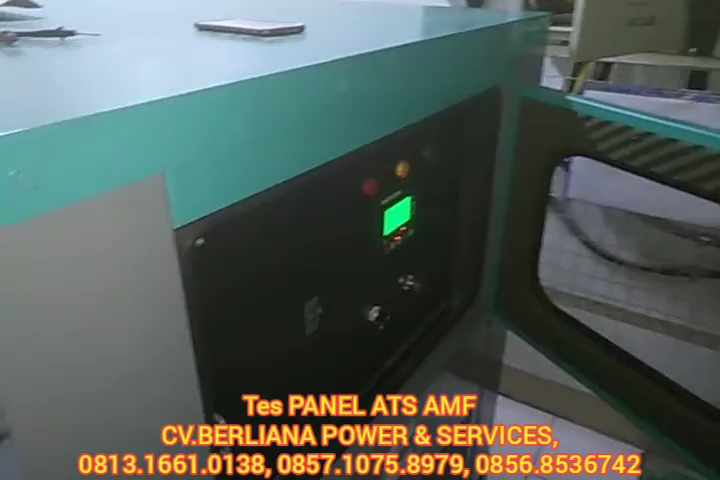 Tes PANEL ATS AMF
CV.BERLIANA POWER & SERVICES,
0813.1661.0138, 0857.1075.8979, 0856.8536742